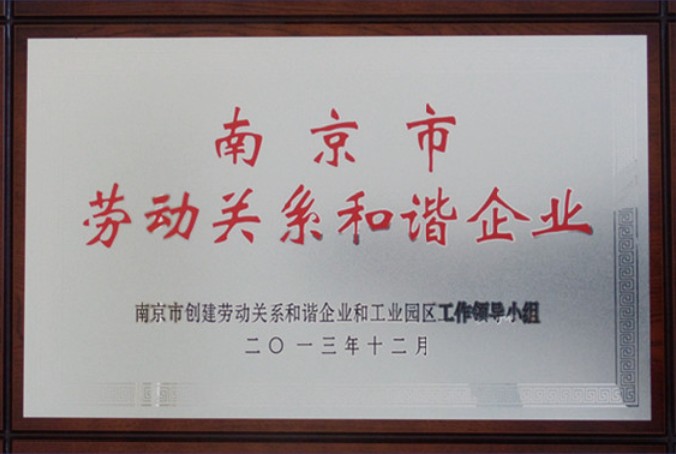 南京市
劳动关系和谐企业
南京市创建劳动关系和谐企业和工业园区工作领导小组
二〇一三年十二月